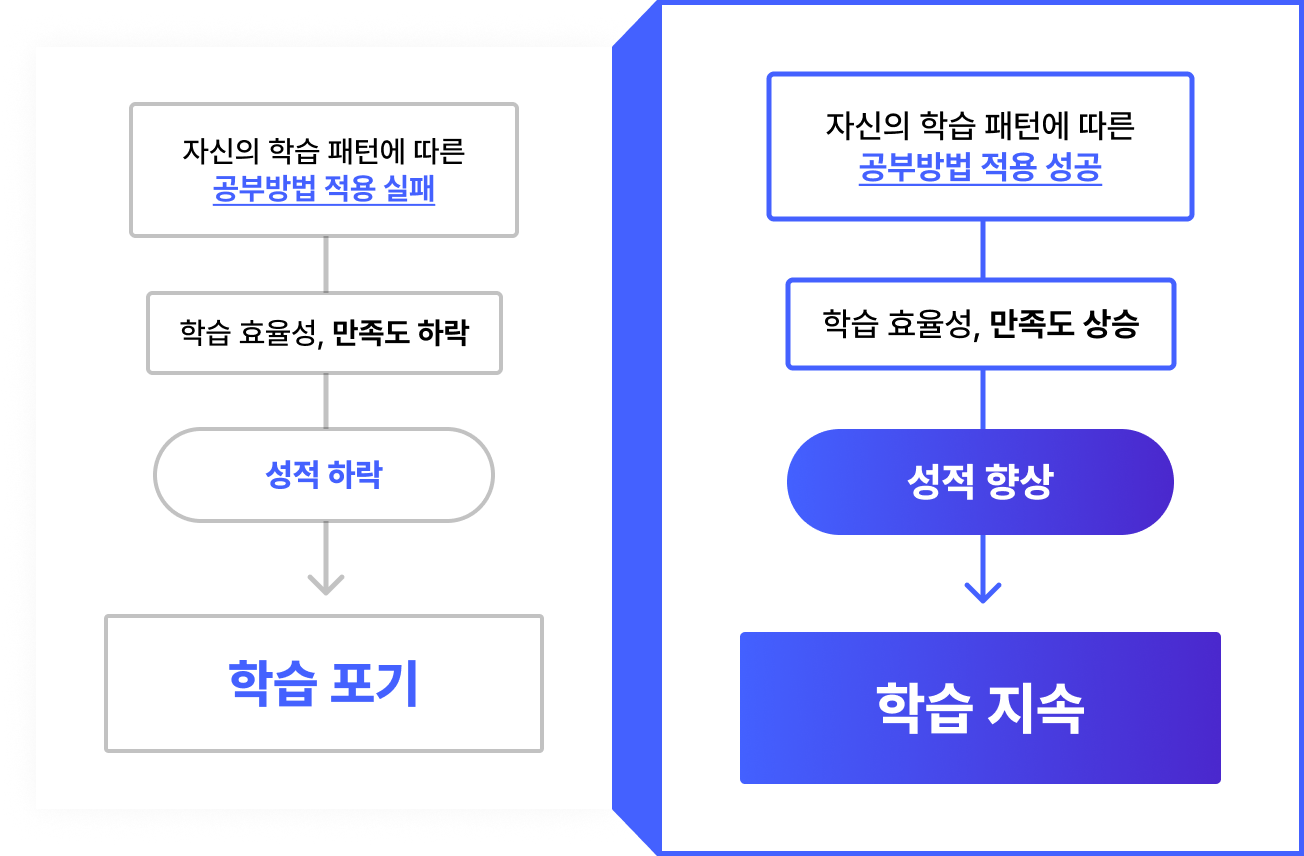 자신의 학습 패턴에 따른
공부방법 적용 실패
학습 효율성, 만족도 하락
성적 하락
학습 포기
자신의 학습 패턴에 따른
공부방법 적용 성공
학습 효율성, 만족도 상승
성적 향상
학습 지속